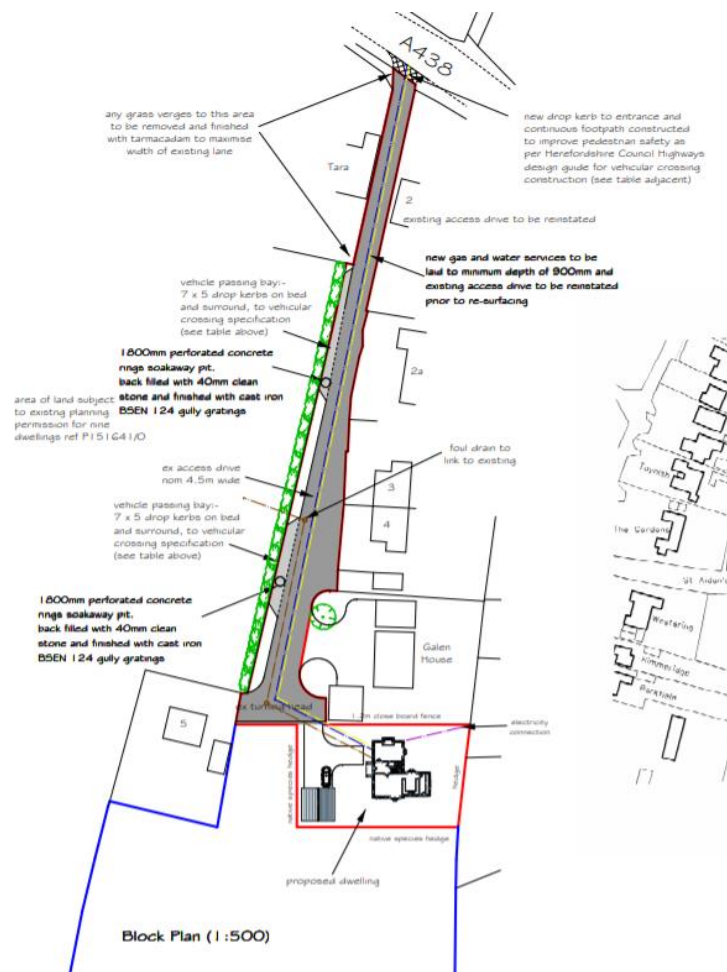 A438
any grass verges to this area
to be removed and finished
with tarmacadam to maximise
width of existing lane
new drop kerb to entrance and
continuous footpath constructed
to improve pedestrian safety as
per Herefordshire Council Highways
design guide for vehicular crossing
construction (see table adjacent)
Tara
2
existing access drive to be reinstated
new gas and water services to be
laid to minimum depth of 900mm and
existing access drive to be reinstated
prior to re-surfacing
vehicle passing bay:-
7 x 5 drop kerbs on bed
and surround, to vehicular
crossing specification
(see table above)
1800mm perforated concrete
rings soakaway pit.
back filled with 40mm clean
stone and finished with cast iron
BSEN 124 gully gratings
2a
area of land subject
to existng planning
permission for nine
dwellings ref P151641/O
foul drain to
link to existing
ex access drive
nom 4.5m wide
3
4
vehicle passing bay:-
7 x 5 drop kerbs on bed
and surround, to vehicular
crossing specification
(see table above)
1800mm perforated concrete
rings soakaway pit.
back filled with 40mm clean
stone and finished with cast iron
BSEN 124 gully gratings
Galen
House
The Gardens
St Aidan's
Westering
Kimmeridge
Parkfield
ex turning head
5
close board fence
electricity
connection
native species hedge
hedge
native species hedge
proposed dwelling
Block Plan (1:500)